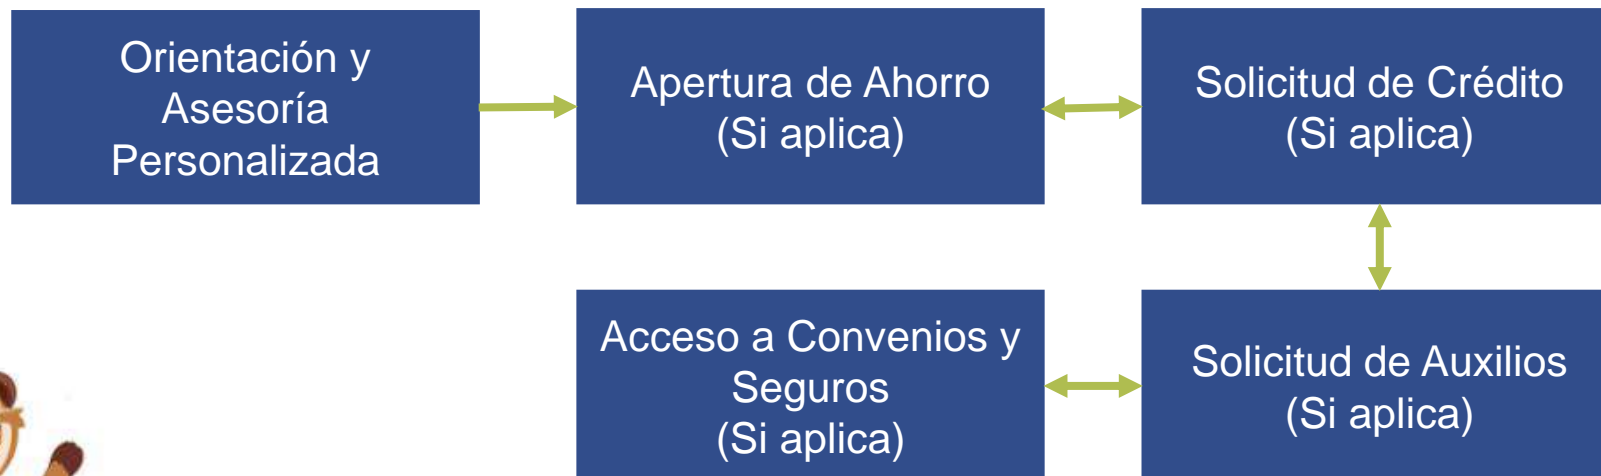 Orientación y
Asesoría
Personalizada
Apertura de Ahorro
(Si aplica)
Solicitud de Crédito
(Si aplica)
Acceso a Convenios y
Seguros
(Si aplica)
Solicitud de Auxilios
(Si aplica)